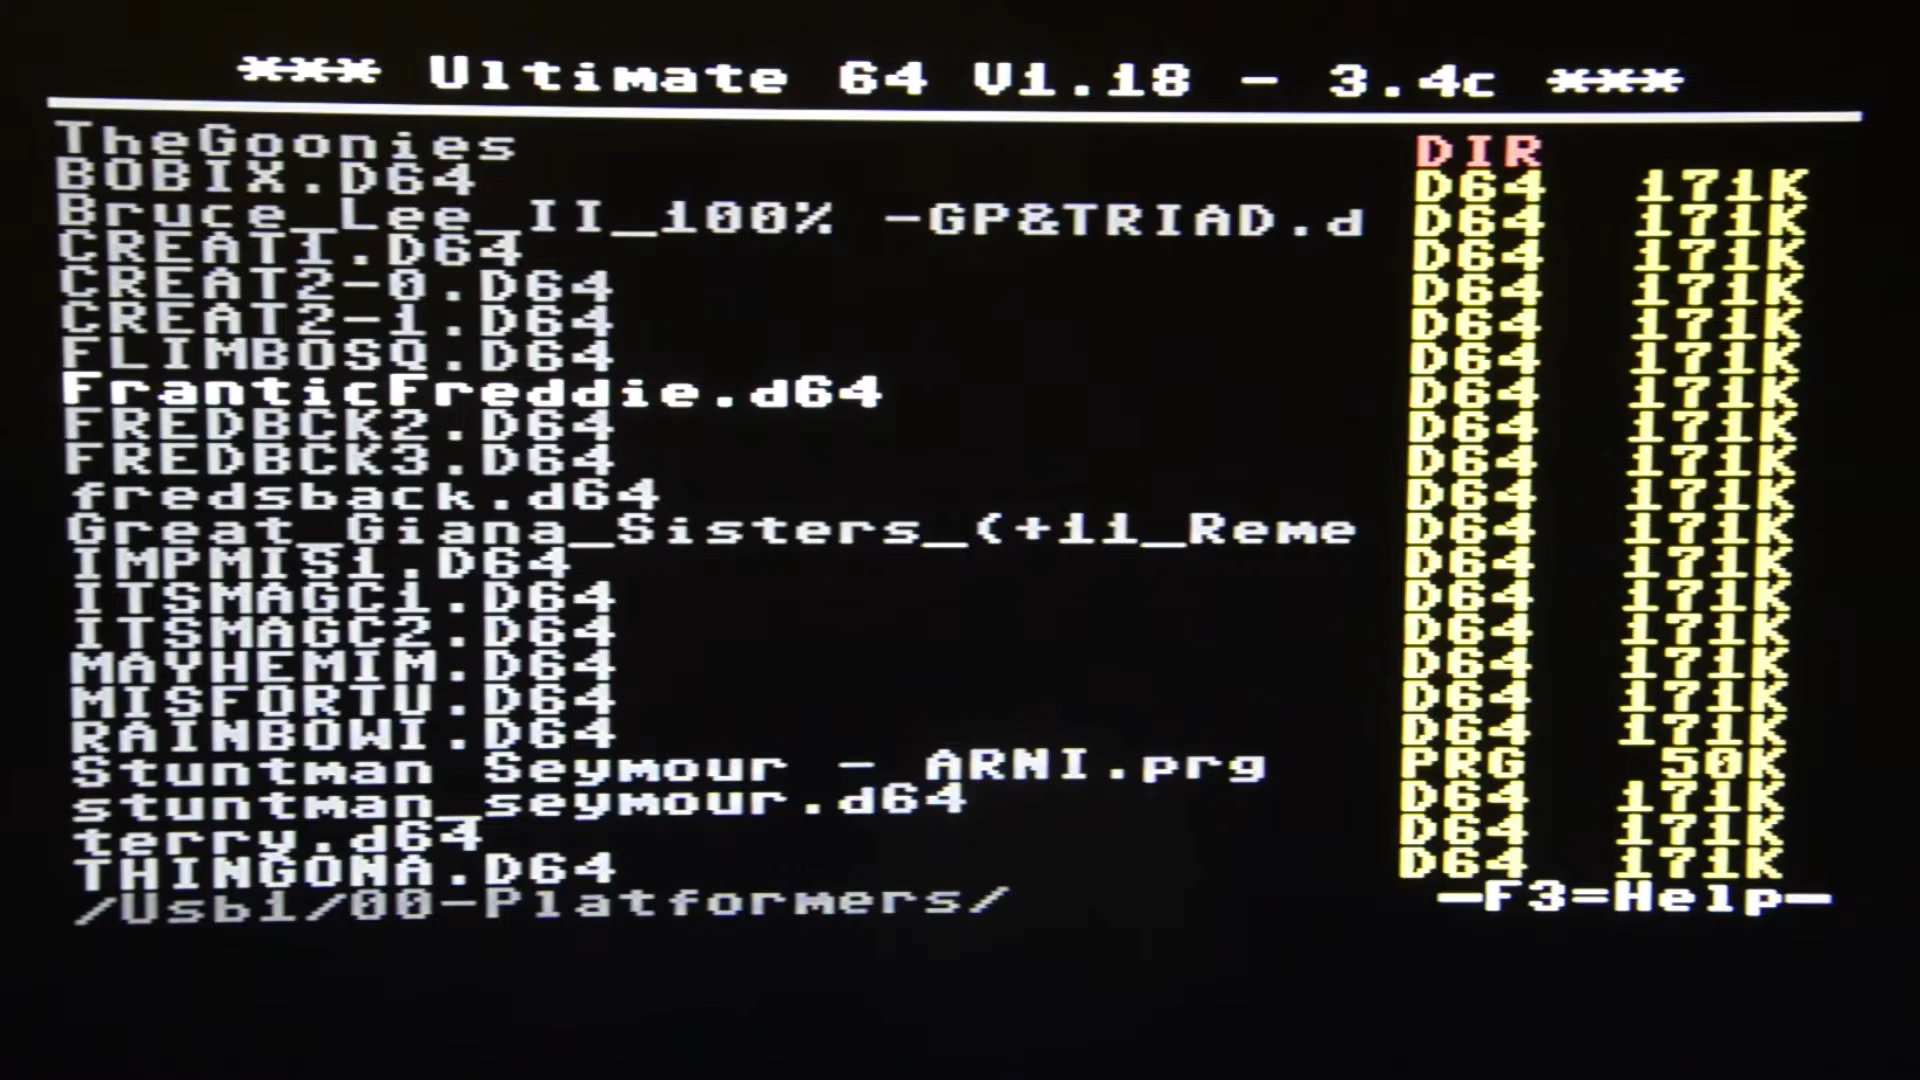 *** Ultimate 64 V1.18 - 3.4c ***
TheGoonies DIR
BOBIX.D64 D64 171K
Bruce_Lee_II_100% -GP&TRIAD.d D64 171K
CREAT1.D64 D64 171K
CREAT2-0.D64 D64 171K
CREAT2-1.D64 D64 171K
FLIMBOSQ.D64 D64 171K
FranticFreddie.d64 D64 171K
FREDBCK2.D64 D64 171K
FREDBCK3.D64 D64 171K
fredsback.d64 D64 171K
Great_Giana_Sisters_(+11_Reme D64 171K
IMPMIS1.D64 D64 171K
ITSMAGC1.D64 D64 171K
ITSMAGC2.D64 D64 171K
MAYHEMIM.D64 D64 171K
MISFORTU.D64 D64 171K
RAINBOWI.D64 D64 171K
Stuntman Seymour - ARNI.prg PRG 50K
stuntman_seymour.d64 D64 171K
terry.d64 D64 171K
THINGONA.D64 D64 171K
/Usb1/00-Platformers/ -F3=Help-